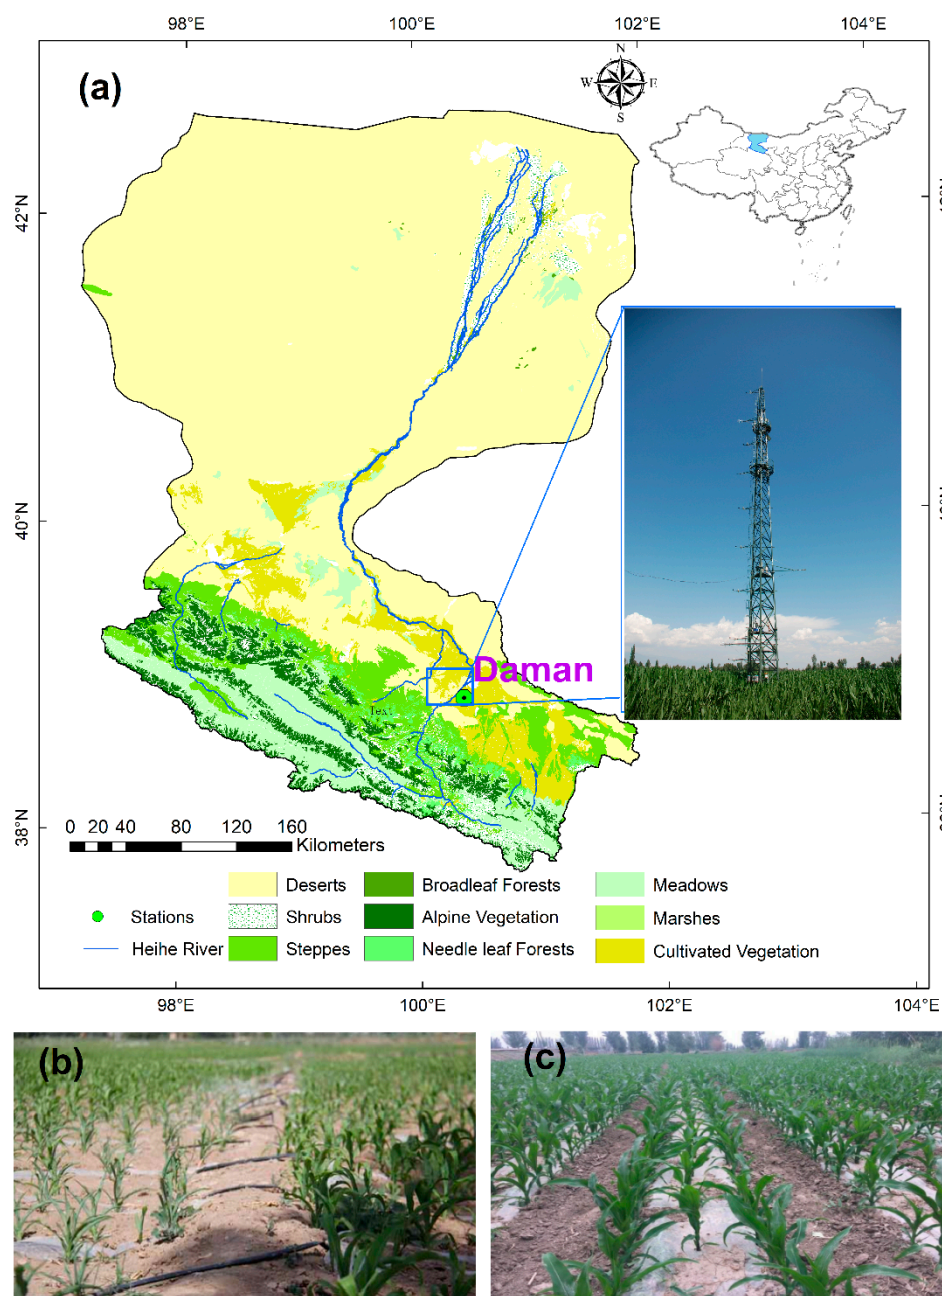 98°E 100°E 102°E 104°E
(a)
N
W E
S
42°N
40°N
38°N
Daman
Text
0 20 40 80 120 160
Kilometers
Deserts Broadleaf Forests Meadows
Stations Shrubs Alpine Vegetation Marshes
Heihe River Steppes Needle leaf Forests Cultivated Vegetation
98°E 100°E 102°E 104°E
(b) (c)